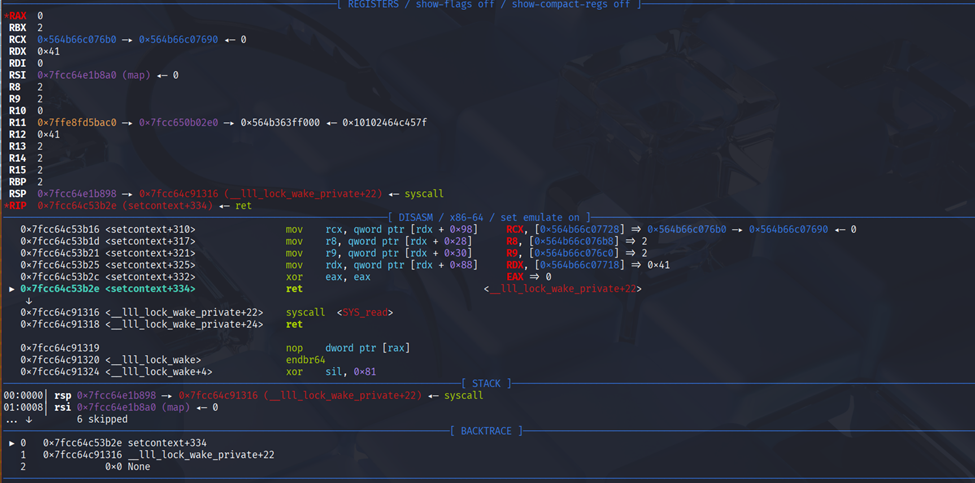 [ REGISTERS / show-flags off / show-compact-regs off ]
*RAX  0
 RBX  2
 RCX  0×564b66c076b0 —▸ 0×564b66c07690 ◂— 0
 RDX  0×41
 RDI  0
 RSI  0×7fcc64e1b8a0 (map) ◂— 0
 R8   2
 R9   2
 R10  0
 R11  0×7ffe8fd5bac0 —▸ 0×7fcc650b02e0 —▸ 0×564b363ff000 ◂— 0×10102464c457f
 R12  0×41
 R13  2
 R14  2
 R15  2
 RBP  2
 RSP  0×7fcc64e1b898 —▸ 0×7fcc64c91316 (__lll_lock_wake_private+22) ◂— syscall
*RIP  0×7fcc64c53b2e (setcontext+334) ◂— ret
[ DISASM / x86-64 / set emulate on ]
   0×7fcc64c53b16 <setcontext+310>    mov    rcx, qword ptr [rdx + 0×98]    RCX, [0×564b66c07728] ⇒ 0×564b66c076b0 —▸ 0×564b66c07690 ◂— 0
   0×7fcc64c53b1d <setcontext+317>    mov    r8, qword ptr [rdx + 0×28]     R8, [0×564b66c076b8] ⇒ 2
   0×7fcc64c53b21 <setcontext+321>    mov    r9, qword ptr [rdx + 0×30]     R9, [0×564b66c076c0] ⇒ 2
   0×7fcc64c53b25 <setcontext+325>    mov    rdx, qword ptr [rdx + 0×88]    RDX, [0×564b66c07718] ⇒ 0×41
   0×7fcc64c53b2c <setcontext+332>    xor    eax, eax                       EAX ⇒ 0
 ▸ 0×7fcc64c53b2e <setcontext+334>    ret                                <__lll_lock_wake_private+22>
    ↓
   0×7fcc64c91316 <__lll_lock_wake_private+22>    syscall  <SYS_read>
   0×7fcc64c91318 <__lll_lock_wake_private+24>    ret
   0×7fcc64c91319                                 nop    dword ptr [rax]
   0×7fcc64c91320 <__lll_lock_wake>               endbr64
   0×7fcc64c91324 <__lll_lock_wake+4>             xor    sil, 0×81
[ STACK ]
00:0000│ rsp 0×7fcc64e1b898 —▸ 0×7fcc64c91316 (__lll_lock_wake_private+22) ◂— syscall
01:0008│ rsi 0×7fcc64e1b8a0 (map) ◂— 0
... ↓        6 skipped
[ BACKTRACE ]
 ▸ 0   0×7fcc64c53b2e setcontext+334
   1   0×7fcc64c91316 __lll_lock_wake_private+22
   2              0×0 None